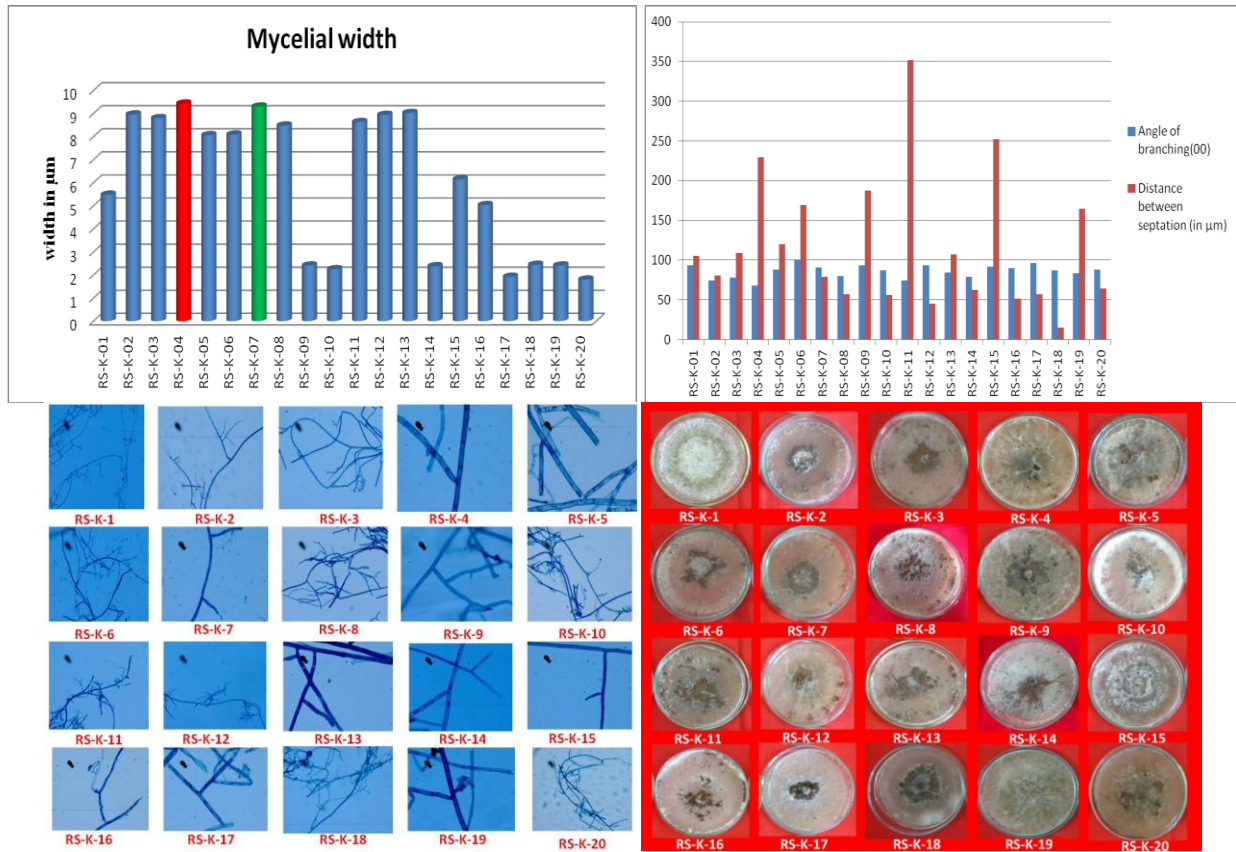 Mycelial width
width in µm
10
9
8
7
6
5
4
3
2
1
0
RS-K-01
RS-K-02
RS-K-03
RS-K-04
RS-K-05
RS-K-06
RS-K-07
RS-K-08
RS-K-09
RS-K-10
RS-K-11
RS-K-12
RS-K-13
RS-K-14
RS-K-15
RS-K-16
RS-K-17
RS-K-18
RS-K-19
RS-K-20
400
350
300
250
200
150
100
50
0
RS-K-01
RS-K-02
RS-K-03
RS-K-04
RS-K-05
RS-K-06
RS-K-07
RS-K-08
RS-K-09
RS-K-10
RS-K-11
RS-K-12
RS-K-13
RS-K-14
RS-K-15
RS-K-16
RS-K-17
RS-K-18
RS-K-19
RS-K-20
Angle of
branching(00)
Distance
between
septation (in µm)
RS-K-1 RS-K-2 RS-K-3 RS-K-4 RS-K-5
RS-K-6 RS-K-7 RS-K-8 RS-K-9 RS-K-10
RS-K-11 RS-K-12 RS-K-13 RS-K-14 RS-K-15
RS-K-16 RS-K-17 RS-K-18 RS-K-19 RS-K-20
RS-K-1 RS-K-2 RS-K-3 RS-K-4 RS-K-5
RS-K-6 RS-K-7 RS-K-8 RS-K-9 RS-K-10
RS-K-11 RS-K-12 RS-K-13 RS-K-14 RS-K-15
RS-K-16 RS-K-17 RS-K-18 RS-K-19 RS-K-20